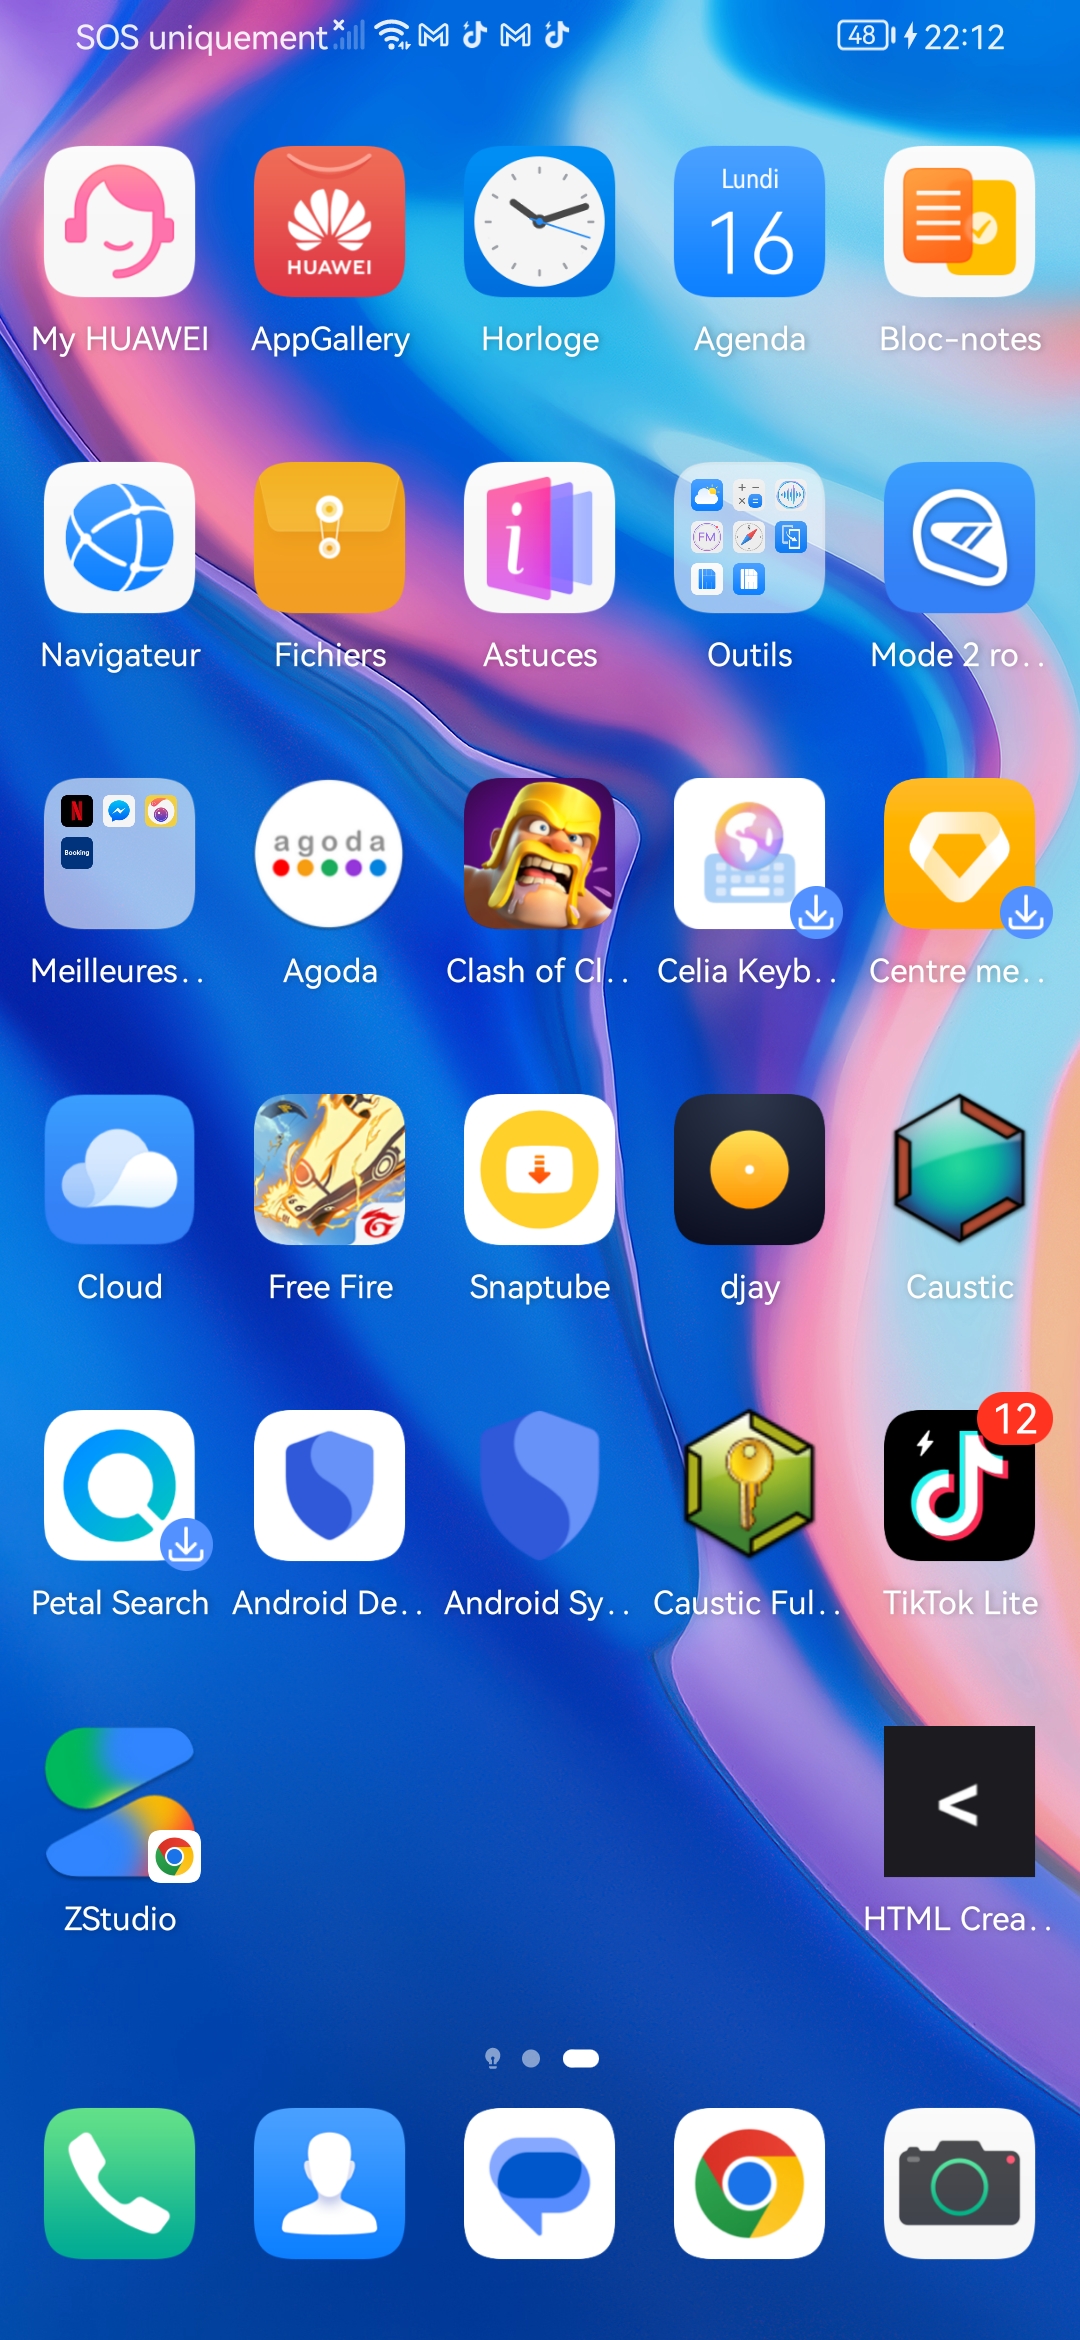 SOS uniquement
48
22:12
Lundi
16
HUAWEI
My HUAWEI
AppGallery
Horloge
Agenda
Bloc-notes
FM
Navigateur
Fichiers
Astuces
Outils
Mode 2 ro..
N
Booking
agoda
Meilleures..
Agoda
Clash of Cl..
Celia Keyb..
Centre me..
Cloud
Free Fire
Snaptube
djay
Caustic
12
Petal Search
Android De..
Android Sy..
Caustic Ful..
TikTok Lite
<
ZStudio
HTML Crea..